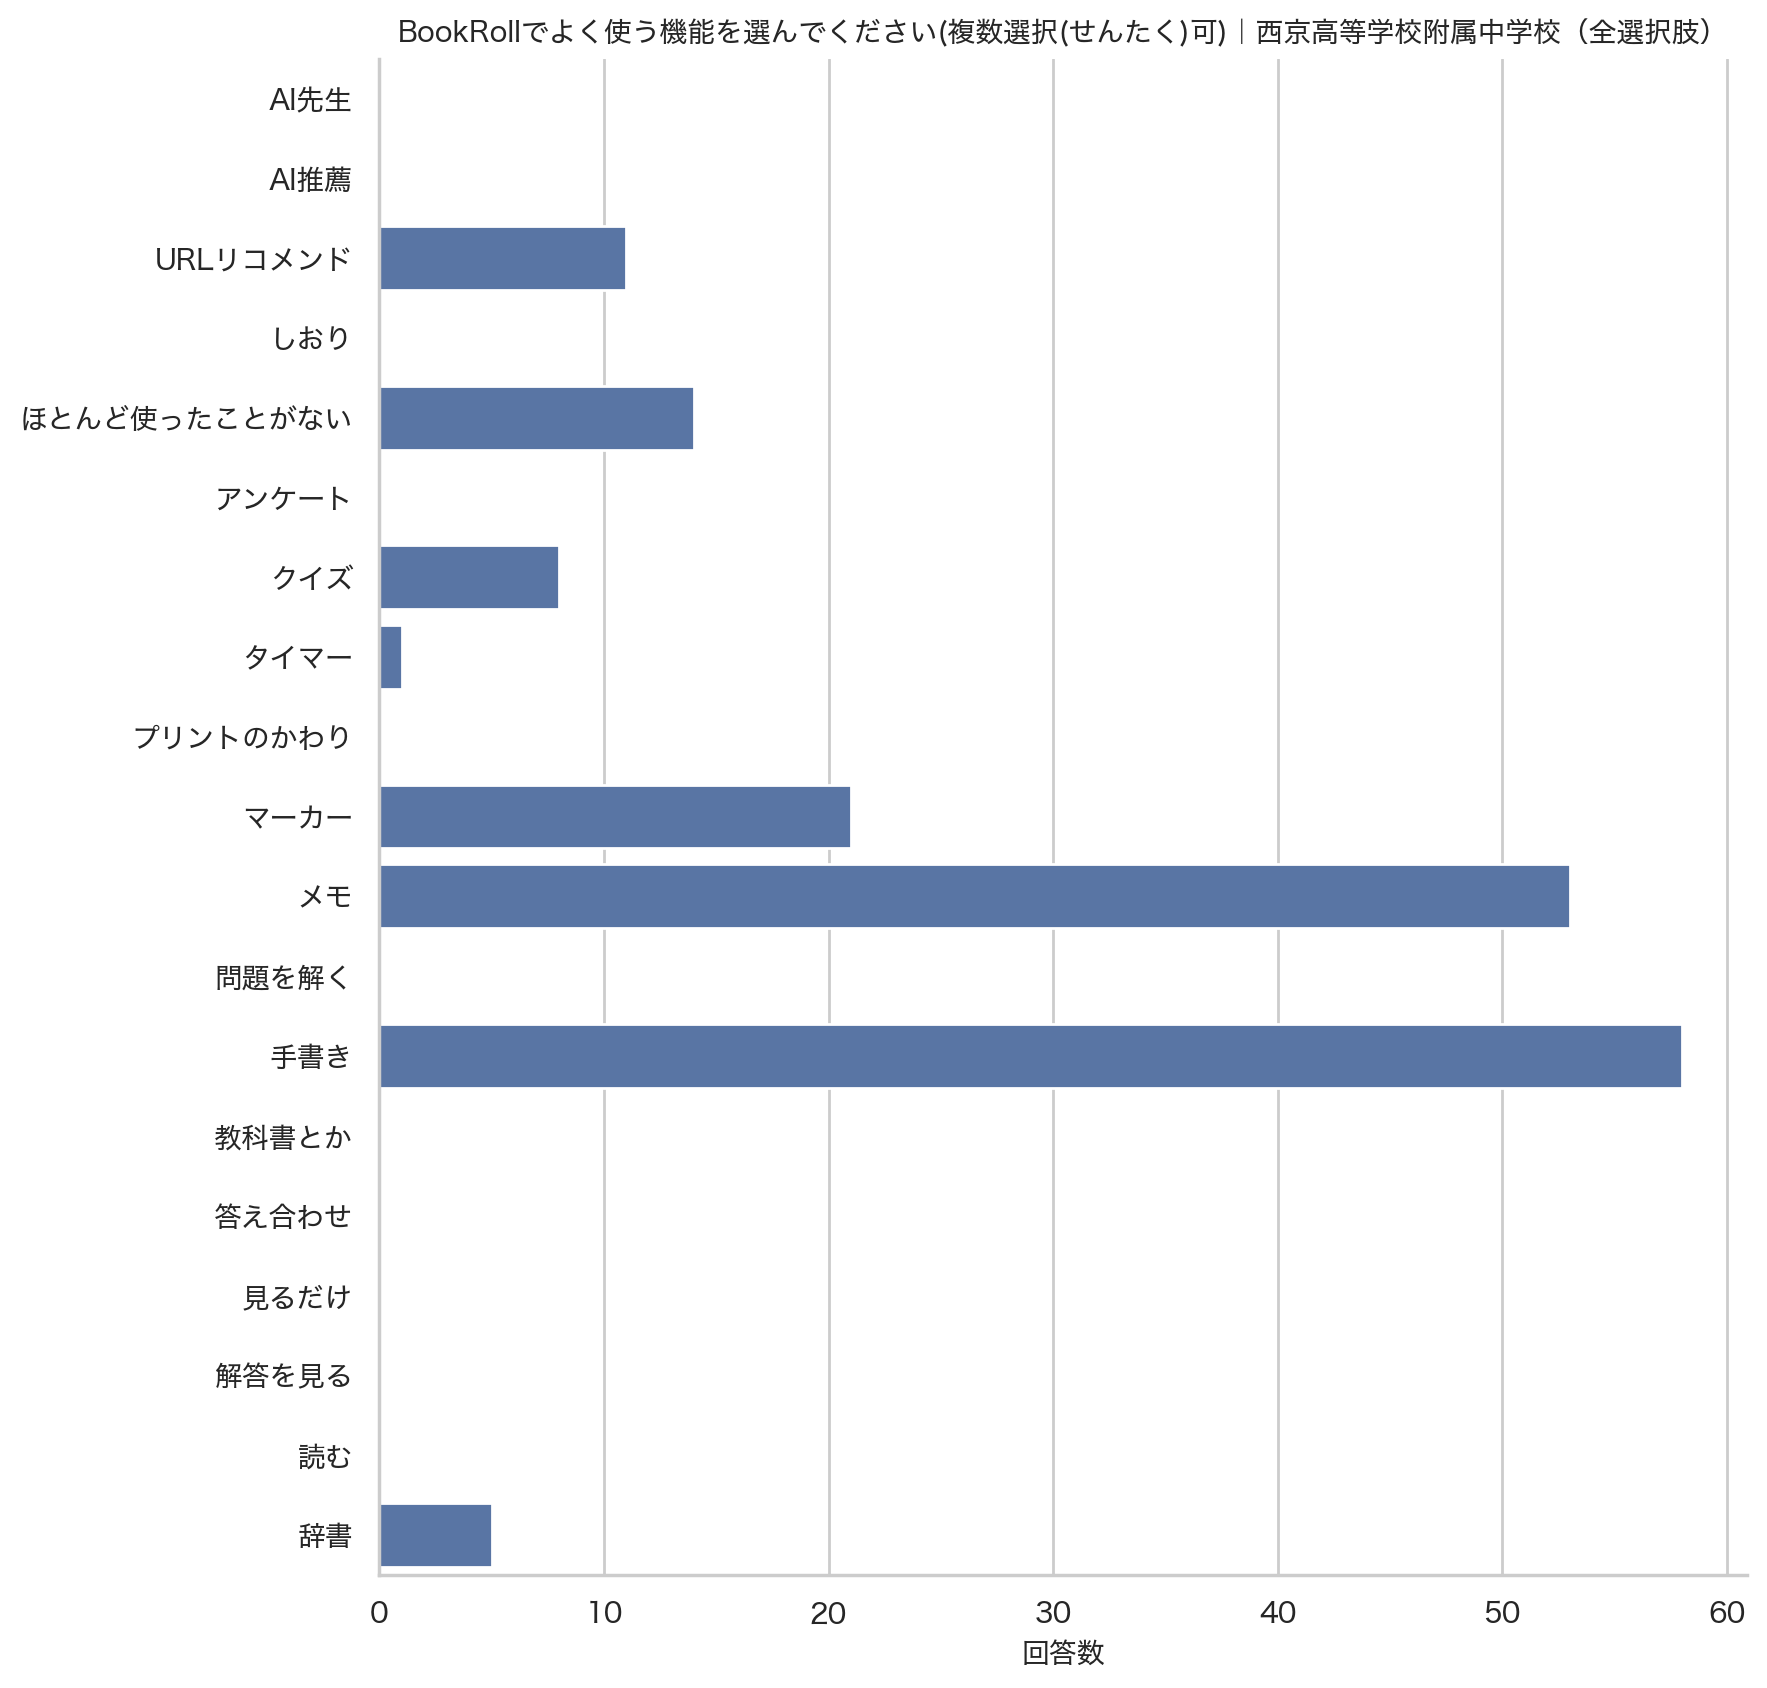 BookRollでよく使う機能を選んでください(複数選択(せんたく)可)｜西京高等学校附属中学校（全選択肢）
AI先生
AI推薦
URLリコメンド
しおり
ほとんど使ったことがない
アンケート
クイズ
タイマー
プリントのかわり
マーカー
メモ
問題を解く
手書き
教科書とか
答え合わせ
見るだけ
解答を見る
読む
辞書
0 10 20 30 40 50 60
回答数